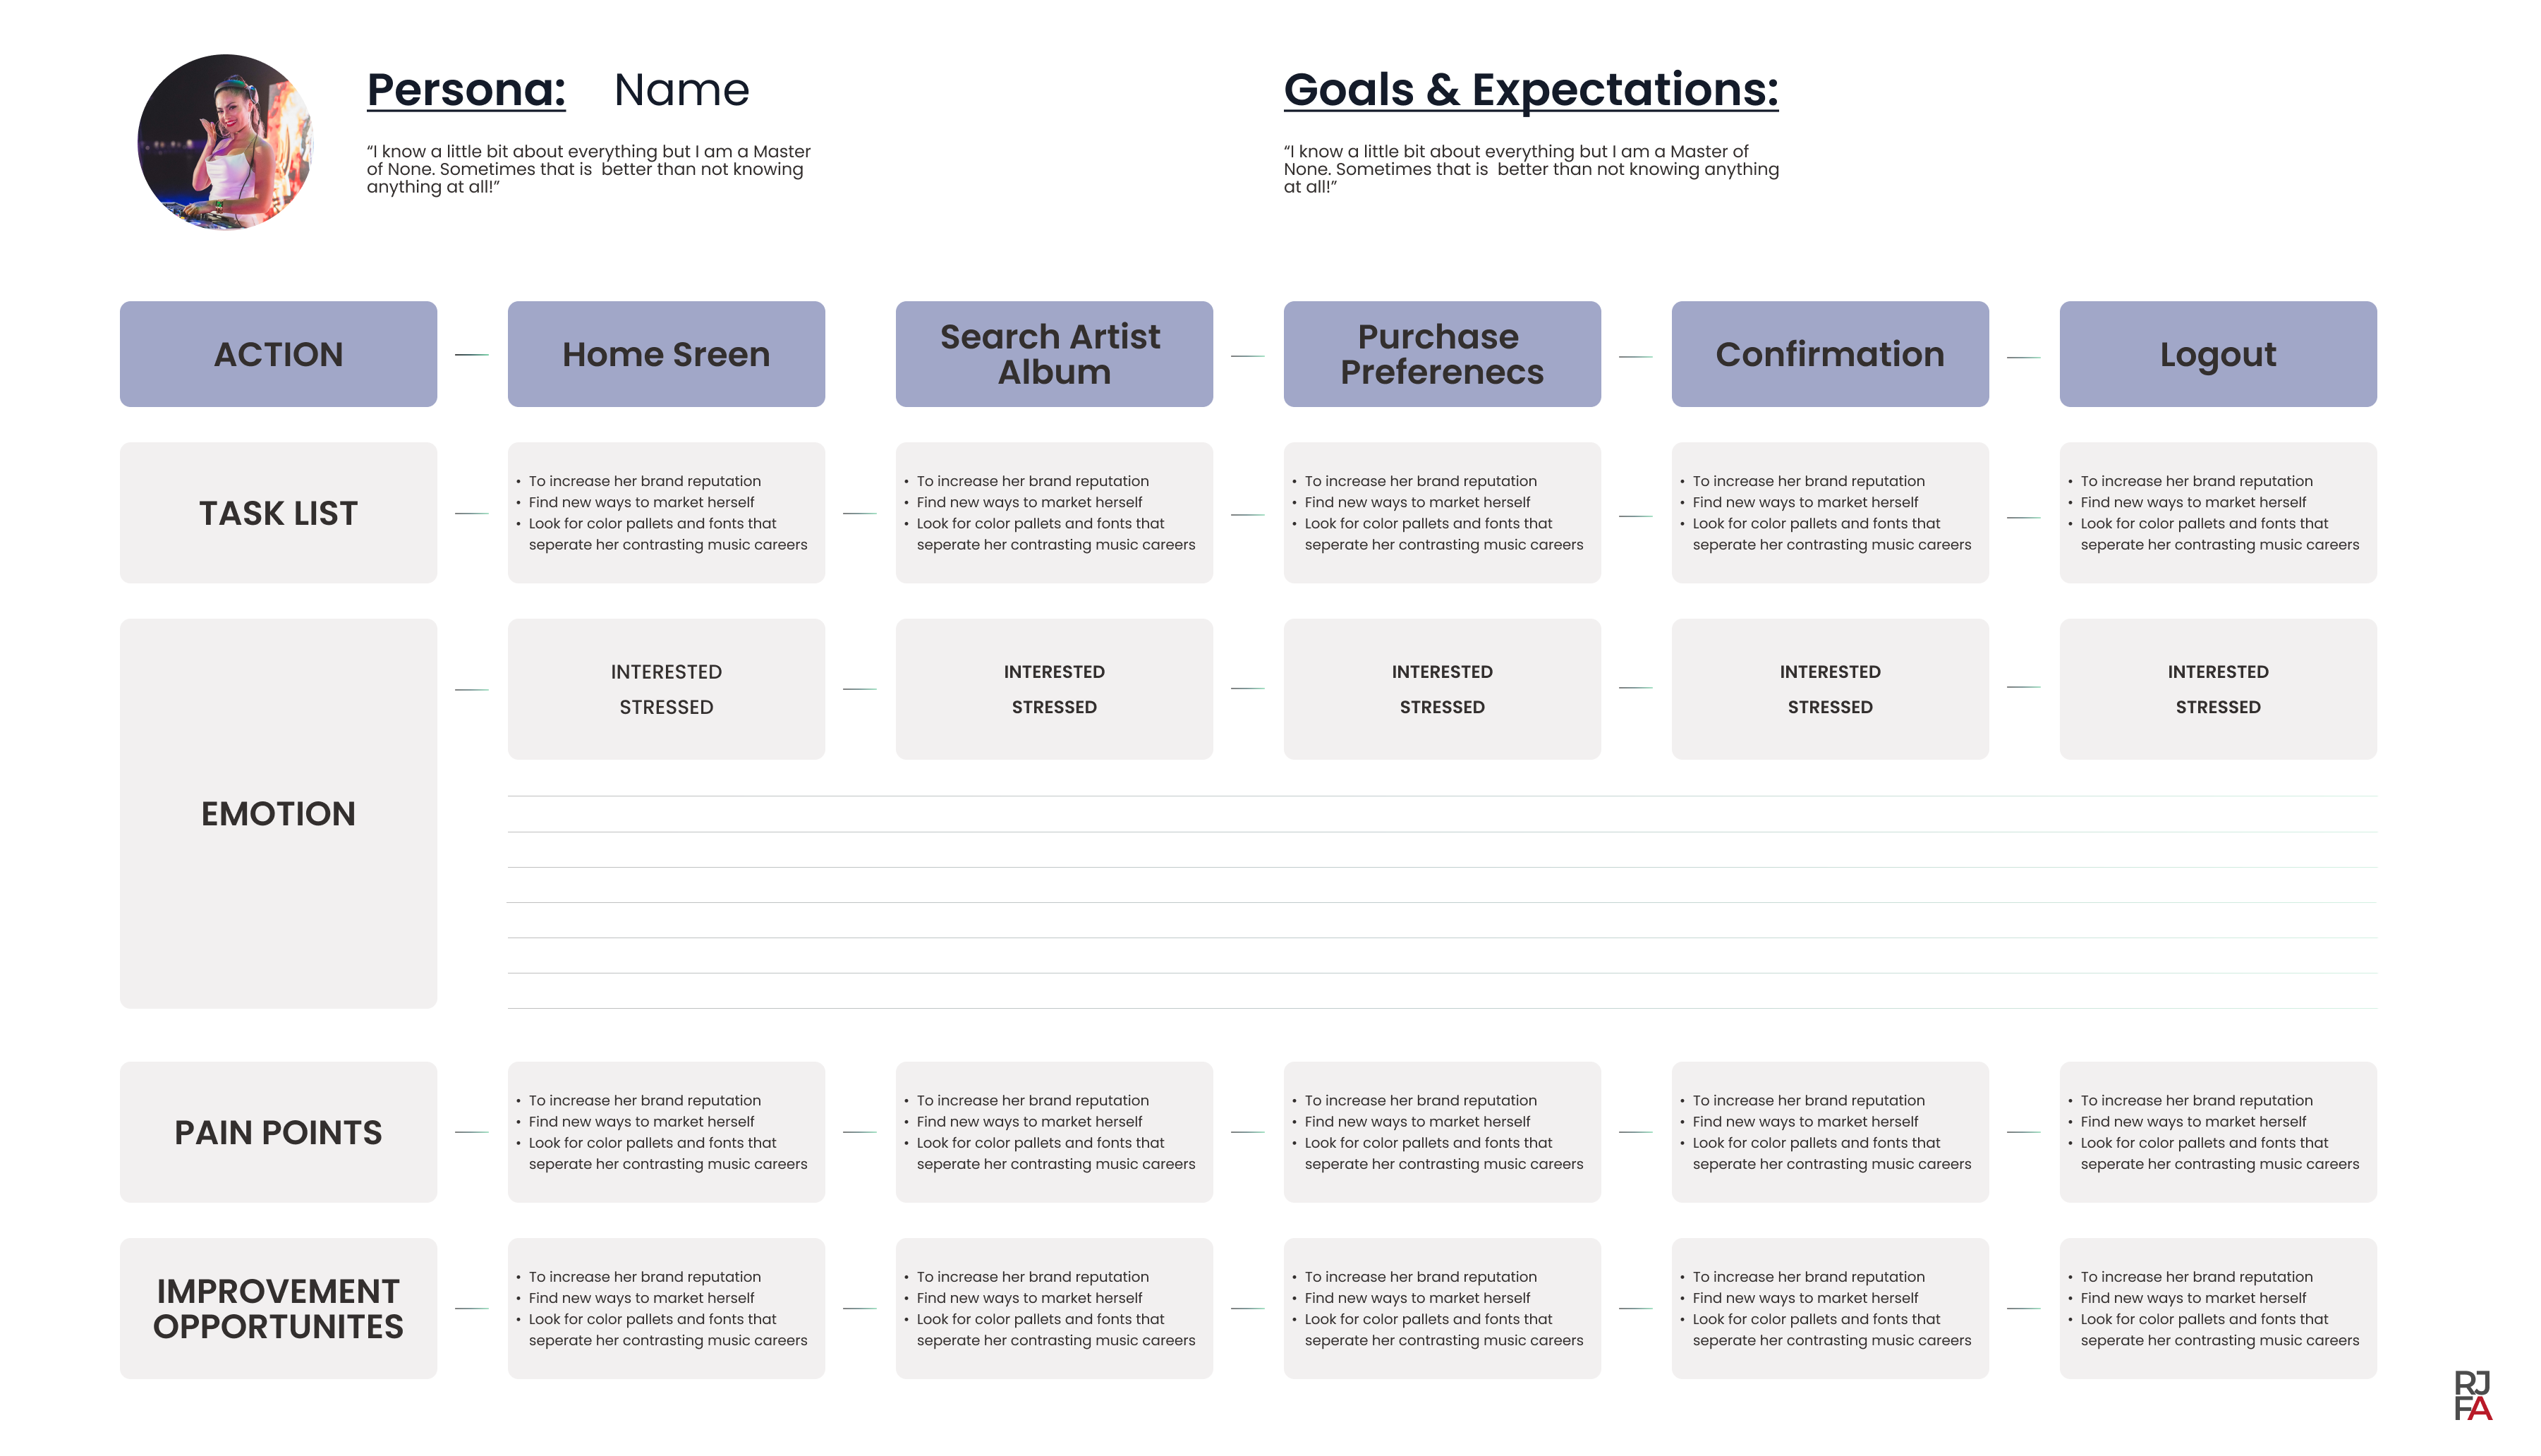 Persona: Name
“I know a little bit about everything but I am a Master
of None. Sometimes that is  better than not knowing
anything at all!”
Goals & Expectations:
“I know a little bit about everything but I am a Master of
None. Sometimes that is  better than not knowing anything
at all!”
ACTION
Home Sreen
Search Artist
Album
Purchase
Preferenecs
Confirmation
Logout
TASK LIST
• To increase her brand reputation
• Find new ways to market herself
• Look for color pallets and fonts that
seperate her contrasting music careers
• To increase her brand reputation
• Find new ways to market herself
• Look for color pallets and fonts that
seperate her contrasting music careers
• To increase her brand reputation
• Find new ways to market herself
• Look for color pallets and fonts that
seperate her contrasting music careers
• To increase her brand reputation
• Find new ways to market herself
• Look for color pallets and fonts that
seperate her contrasting music careers
• To increase her brand reputation
• Find new ways to market herself
• Look for color pallets and fonts that
seperate her contrasting music careers
EMOTION
INTERESTED
STRESSED
INTERESTED
STRESSED
INTERESTED
STRESSED
INTERESTED
STRESSED
INTERESTED
STRESSED
PAIN POINTS
• To increase her brand reputation
• Find new ways to market herself
• Look for color pallets and fonts that
seperate her contrasting music careers
• To increase her brand reputation
• Find new ways to market herself
• Look for color pallets and fonts that
seperate her contrasting music careers
• To increase her brand reputation
• Find new ways to market herself
• Look for color pallets and fonts that
seperate her contrasting music careers
• To increase her brand reputation
• Find new ways to market herself
• Look for color pallets and fonts that
seperate her contrasting music careers
• To increase her brand reputation
• Find new ways to market herself
• Look for color pallets and fonts that
seperate her contrasting music careers
IMPROVEMENT
OPPORTUNITES
• To increase her brand reputation
• Find new ways to market herself
• Look for color pallets and fonts that
seperate her contrasting music careers
• To increase her brand reputation
• Find new ways to market herself
• Look for color pallets and fonts that
seperate her contrasting music careers
• To increase her brand reputation
• Find new ways to market herself
• Look for color pallets and fonts that
seperate her contrasting music careers
• To increase her brand reputation
• Find new ways to market herself
• Look for color pallets and fonts that
seperate her contrasting music careers
• To increase her brand reputation
• Find new ways to market herself
• Look for color pallets and fonts that
seperate her contrasting music careers
RJ
FA